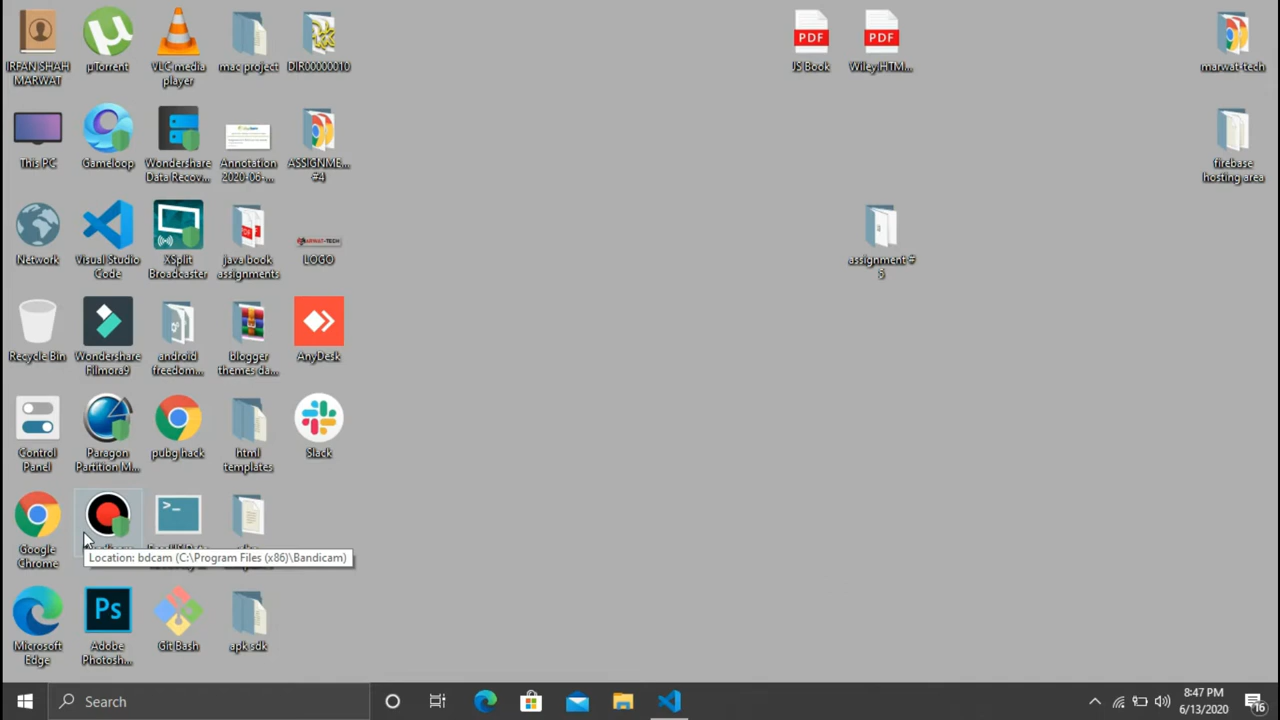 IRFAN SHAH
MARWAT
µTorrent
VLC media
player
mac project
DIR00000010
JS Book
Wiley|HTM...
marwat-tech
This PC
Gameloop
Wondershare
Data Recov...
Annotation
2020-06-...
ASSIGNME...
#4
firebase
hosting area
Network
Visual Studio
Code
XSplit
Broadcaster
java book
assignments
LOGO
assignment #
5
Recycle Bin
Wondershare
Filmora9
android
freedom...
blogger
themes da...
AnyDesk
Control
Panel
Paragon
Partition M...
pubg hack
html
templates
Slack
Google
Chrome
Location: bdcam (C:\Program Files (x86)\Bandicam)
Microsoft
Edge
Ps
Adobe
Photosh...
Git Bash
apk sdk
PDF
PDF
Search
8:47 PM
6/13/2020
16